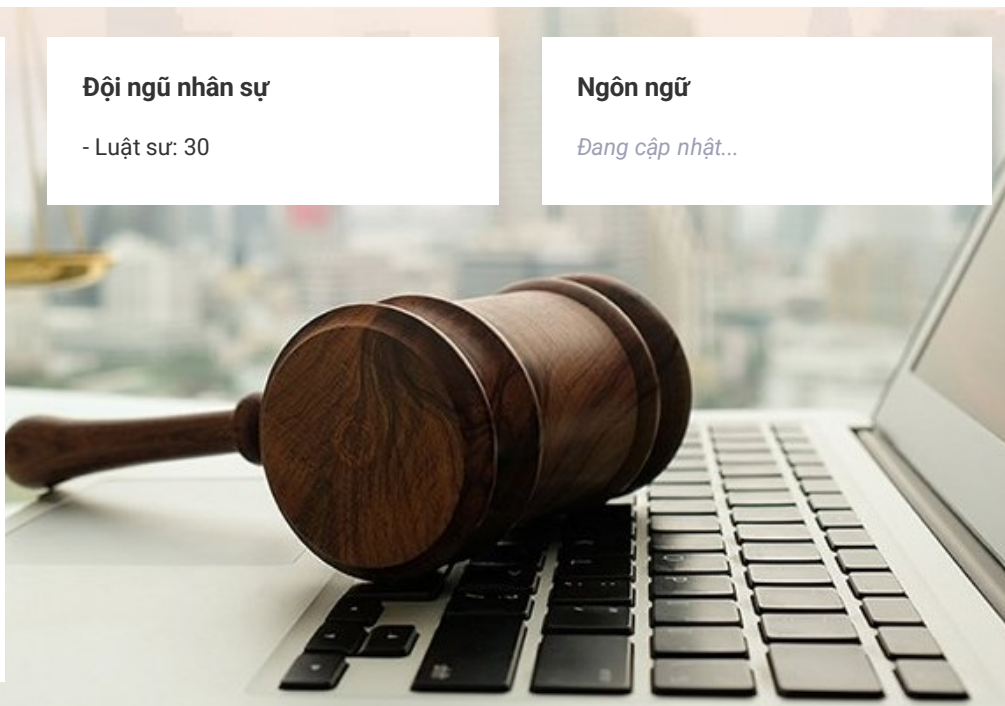 Đội ngũ nhân sự
- Luật sư: 30
Ngôn ngữ
Đang cập nhật...